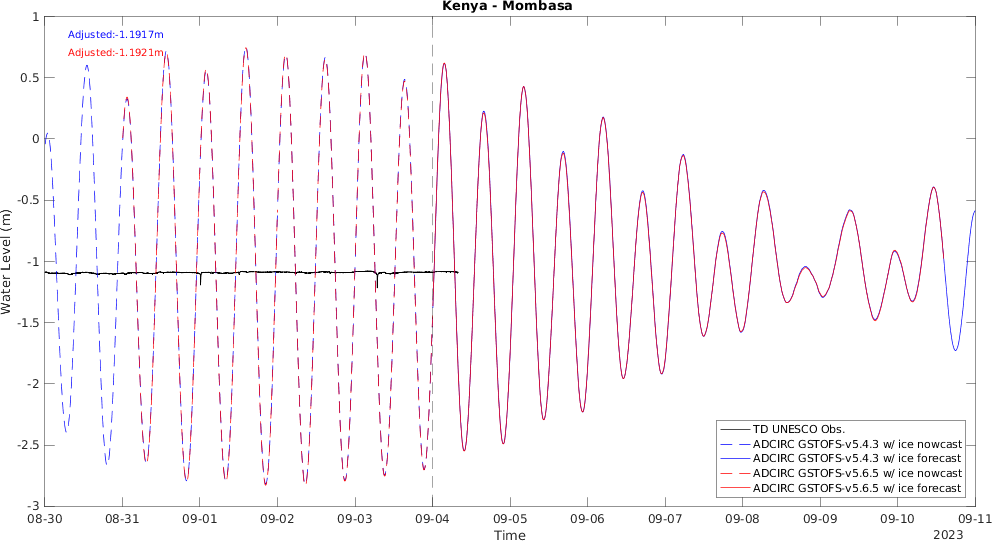 Kenya - Mombasa
Adjusted:-1.1917m
Adjusted:-1.1921m
Water Level (m)
1
0.5
0
-0.5
-1
-1.5
-2
-2.5
-3
TD UNESCO Obs.
ADCIRC GSTOFS-v5.4.3 w/ ice nowcast
ADCIRC GSTOFS-v5.4.3 w/ ice forecast
ADCIRC GSTOFS-v5.6.5 w/ ice nowcast
ADCIRC GSTOFS-v5.6.5 w/ ice forecast
08-30 08-31 09-01 09-02 09-03 09-04 09-05 09-06 09-07 09-08 09-09 09-10 09-11
Time
2023